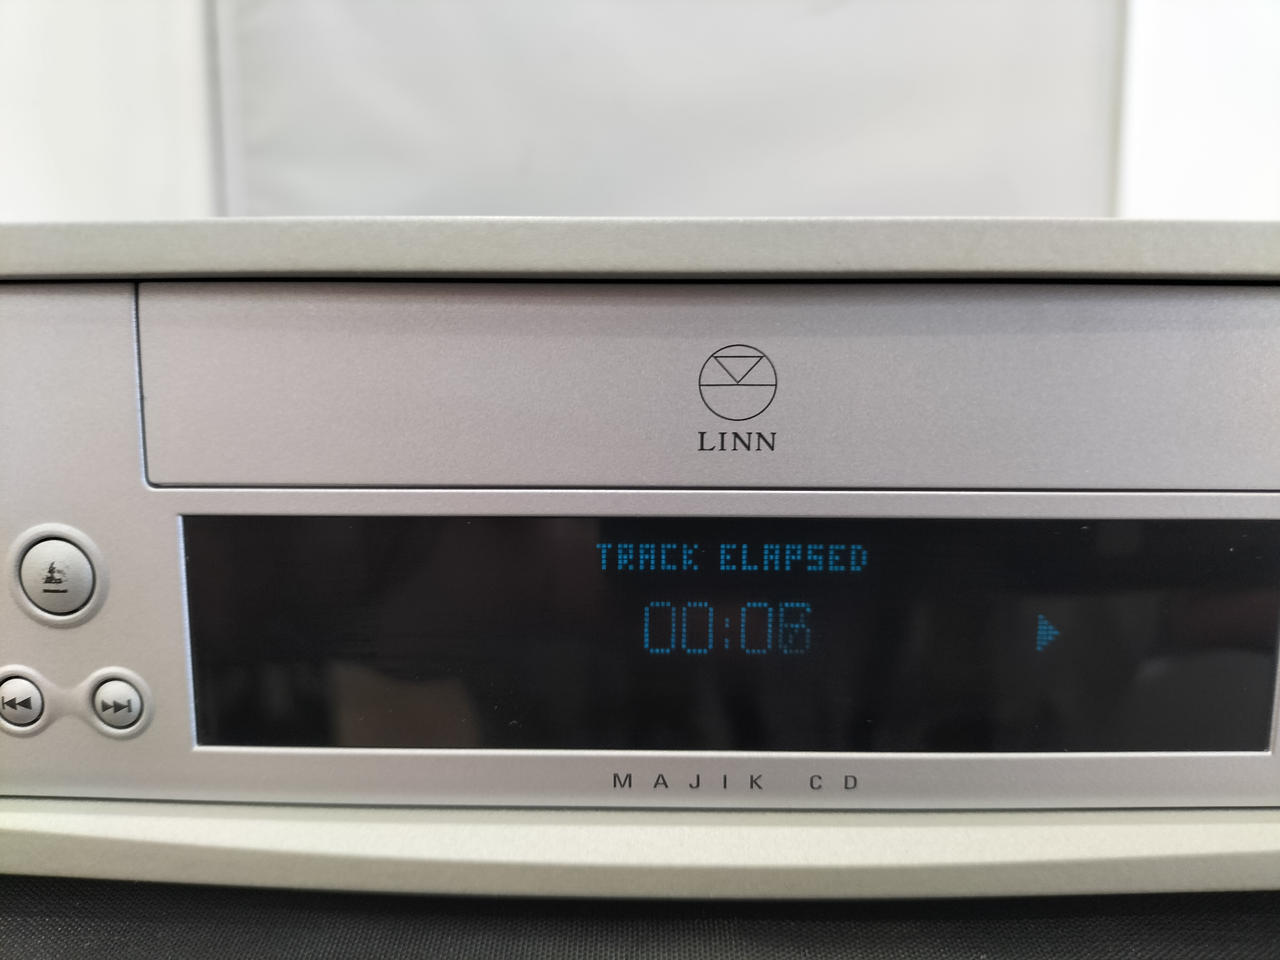 LINN
TRACK ELAPSED
MAJIK CD